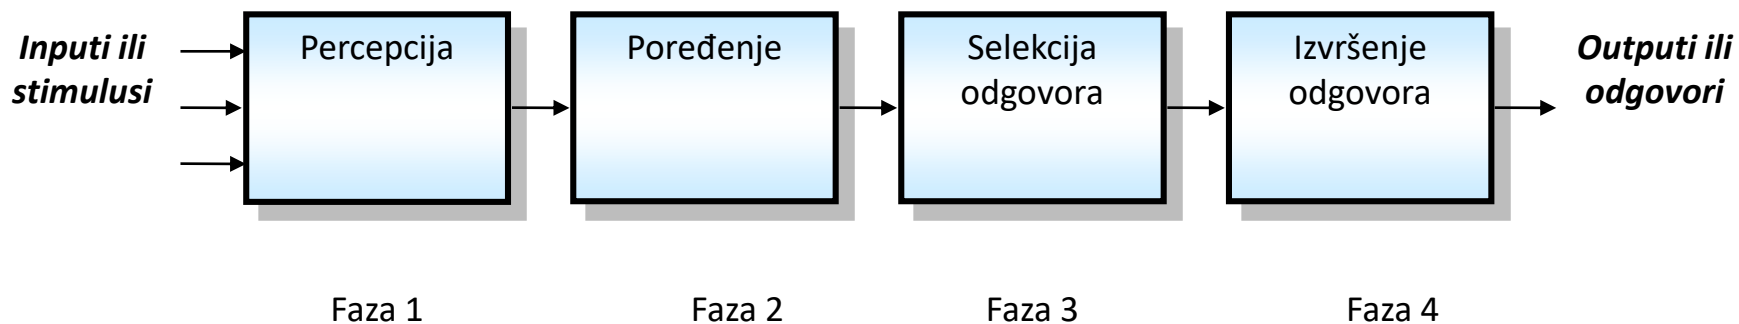 Inputi ili
stimulusi
Percepcija
Poređenje
Selekcija
odgovora
Izvršenje
odgovora
Outputi ili
odgovori
Faza 1
Faza 2
Faza 3
Faza 4